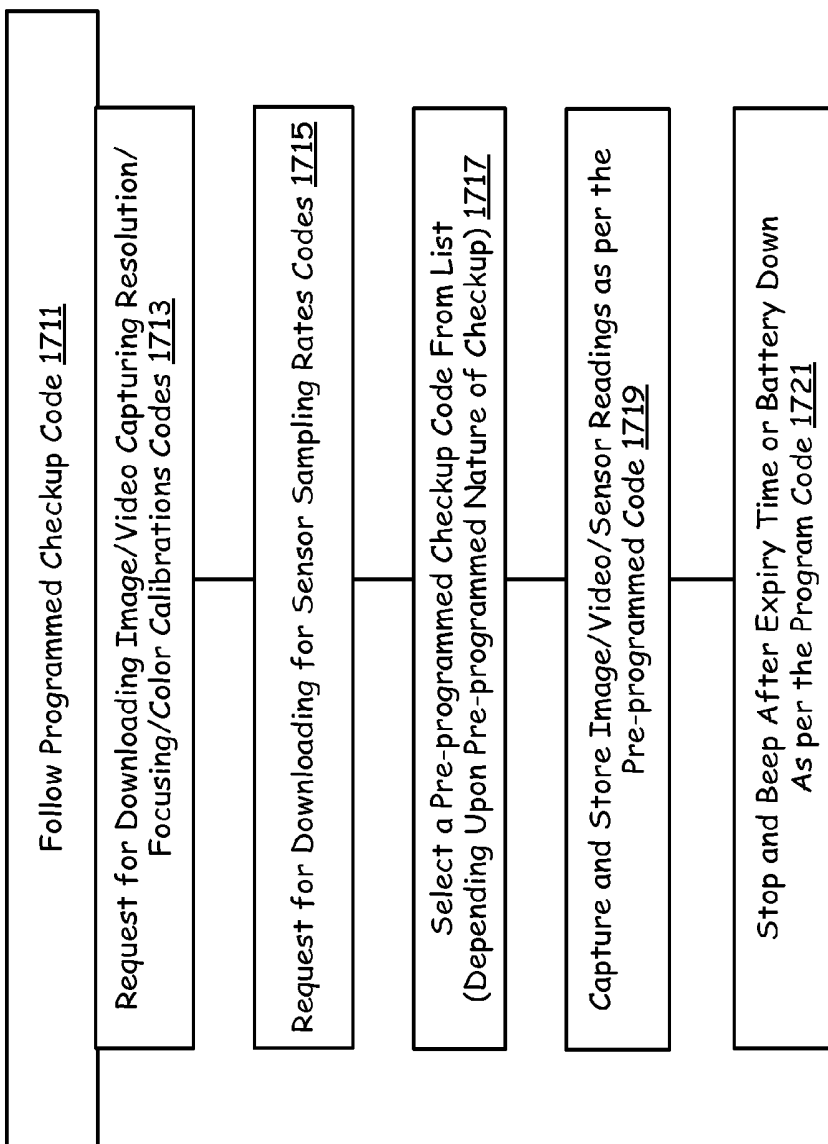 Follow Programmed Checkup Code 1711
Request for Downloading Image/Video Capturing Resolution/
Focusing/Color Calibrations Codes 1713
Request for Downloading for Sensor Sampling Rates Codes 1715
Select a Pre-programmed Checkup Code From List
(Depending Upon Pre-programmed Nature of Checkup) 1717
Capture and Store Image/Video/Sensor Readings as per the
Pre-programmed Code 1719
Stop and Beep After Expiry Time or Battery Down
As per the Program Code 1721